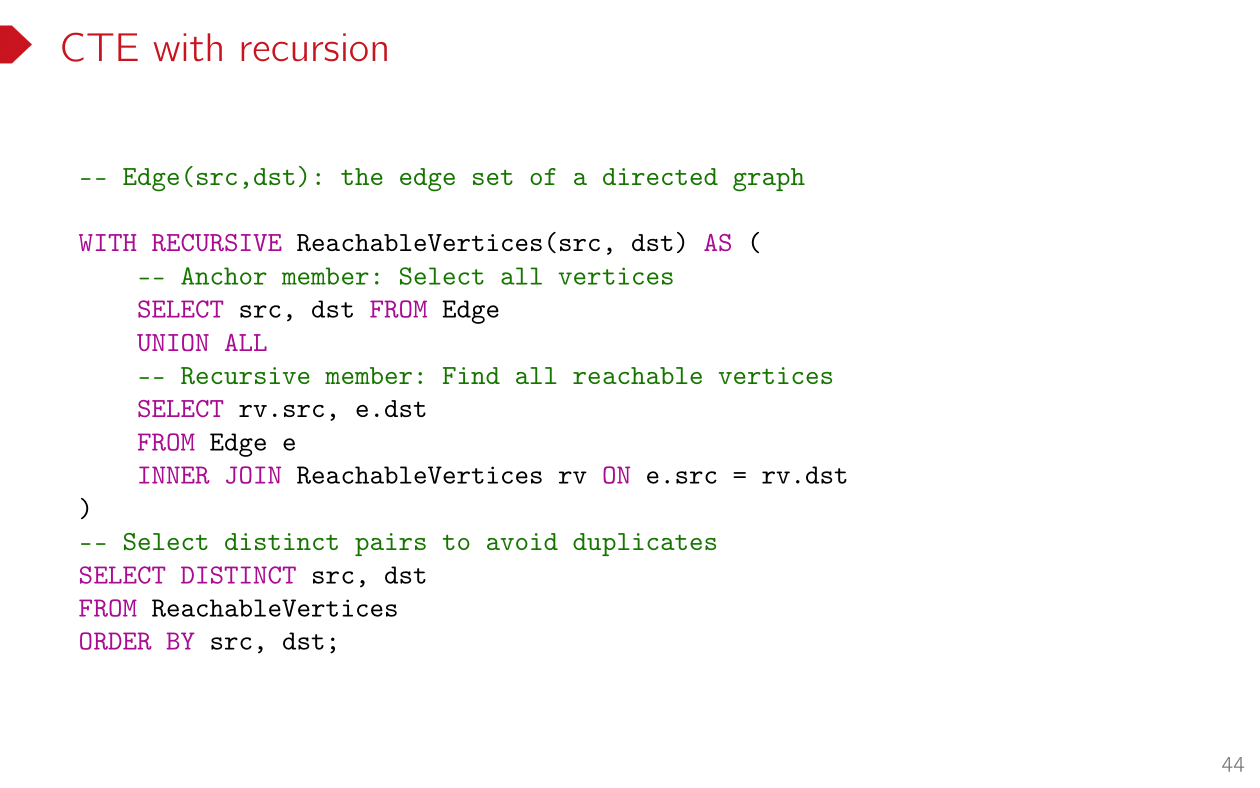 CTE with recursion
-- Edge(src,dst): the edge set of a directed graph
WITH RECURSIVE ReachableVertices(src, dst) AS (
    -- Anchor member: Select all vertices
    SELECT src, dst FROM Edge
    UNION ALL
    -- Recursive member: Find all reachable vertices
    SELECT rv.src, e.dst
    FROM Edge e
    INNER JOIN ReachableVertices rv ON e.src = rv.dst
)
-- Select distinct pairs to avoid duplicates
SELECT DISTINCT src, dst
FROM ReachableVertices
ORDER BY src, dst;
44